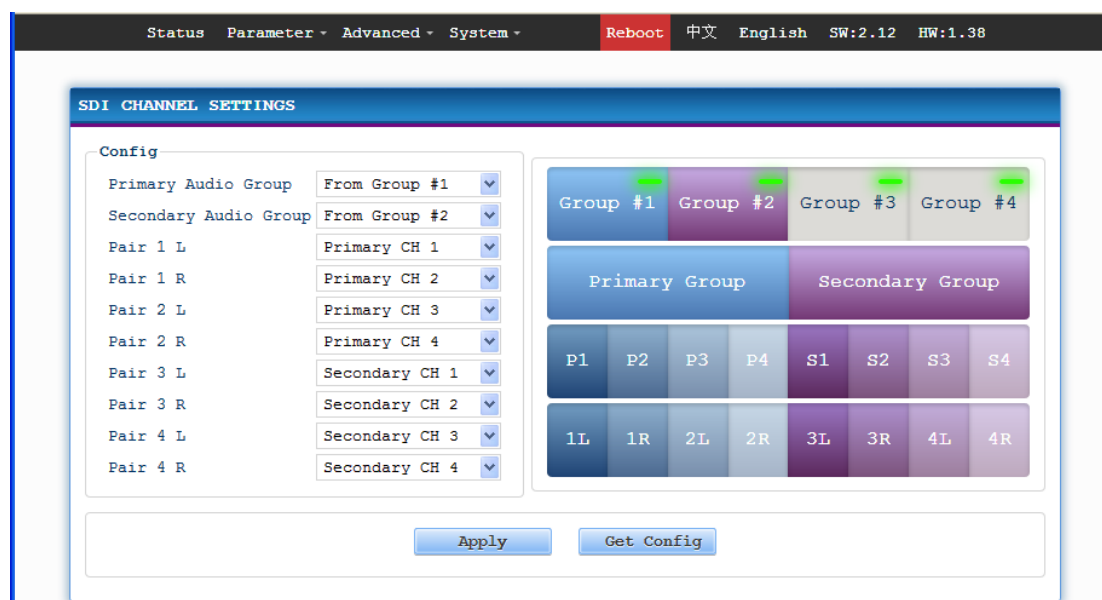 Status Parameter Advanced System Reboot 中文 English SW:2.12 HW:1.38
SDI CHANNEL SETTINGS
Config
Primary Audio Group From Group #1
Secondary Audio Group From Group #2
Pair 1 L Primary CH 1
Pair 1 R Primary CH 2
Pair 2 L Primary CH 3
Pair 2 R Primary CH 4
Pair 3 L Secondary CH 1
Pair 3 R Secondary CH 2
Pair 4 L Secondary CH 3
Pair 4 R Secondary CH 4
Group #1 Group #2 Group #3 Group #4
Primary Group Secondary Group
P1 P2 P3 P4 S1 S2 S3 S4
1L 1R 2L 2R 3L 3R 4L 4R
Apply Get Config